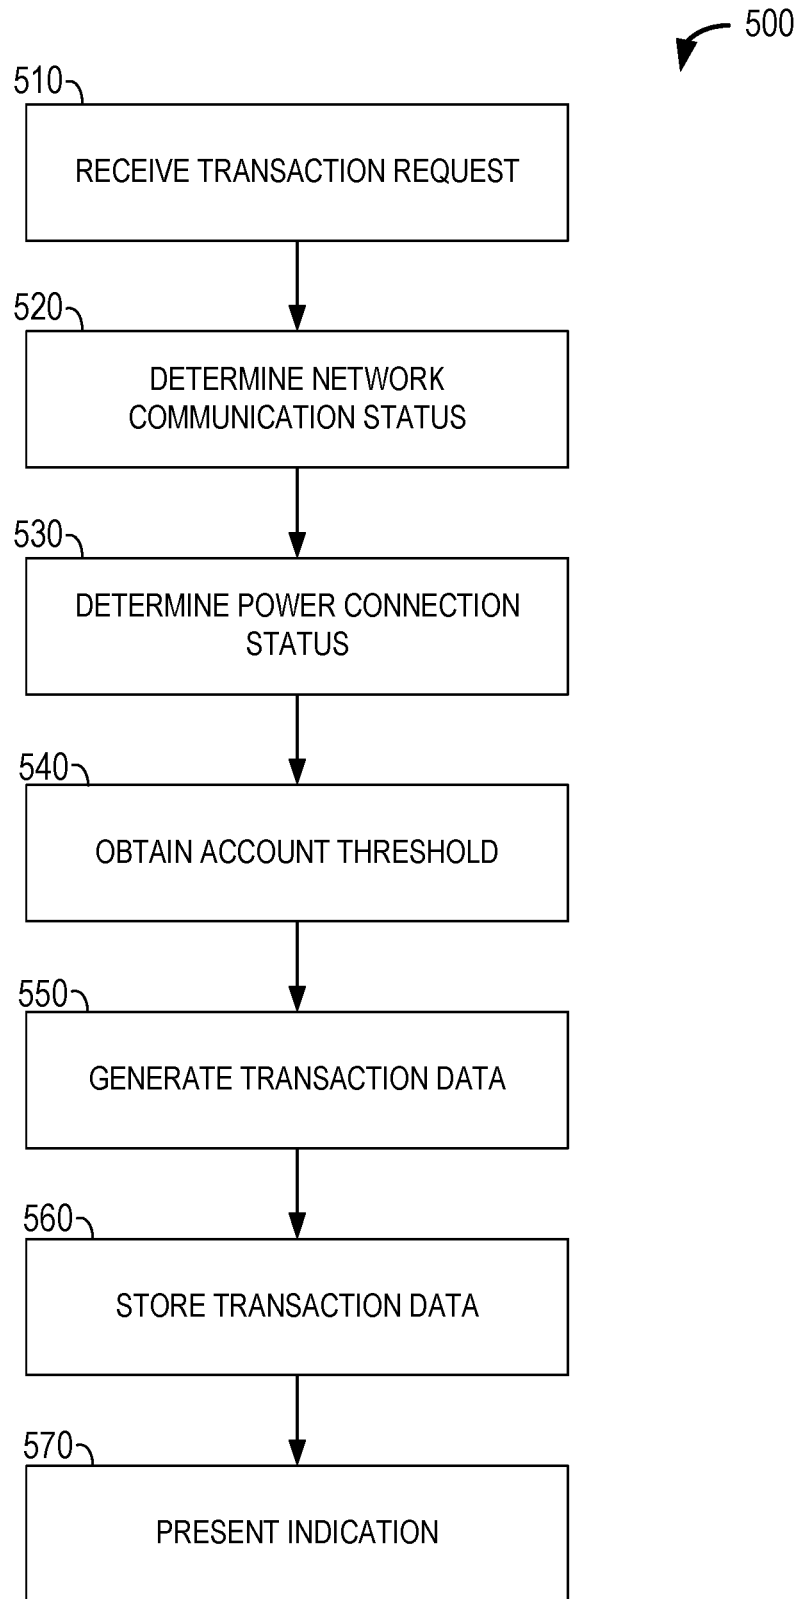 500
510
RECEIVE TRANSACTION REQUEST
520
DETERMINE NETWORK
COMMUNICATION STATUS
530
DETERMINE POWER CONNECTION
STATUS
540
OBTAIN ACCOUNT THRESHOLD
550
GENERATE TRANSACTION DATA
560
STORE TRANSACTION DATA
570
PRESENT INDICATION